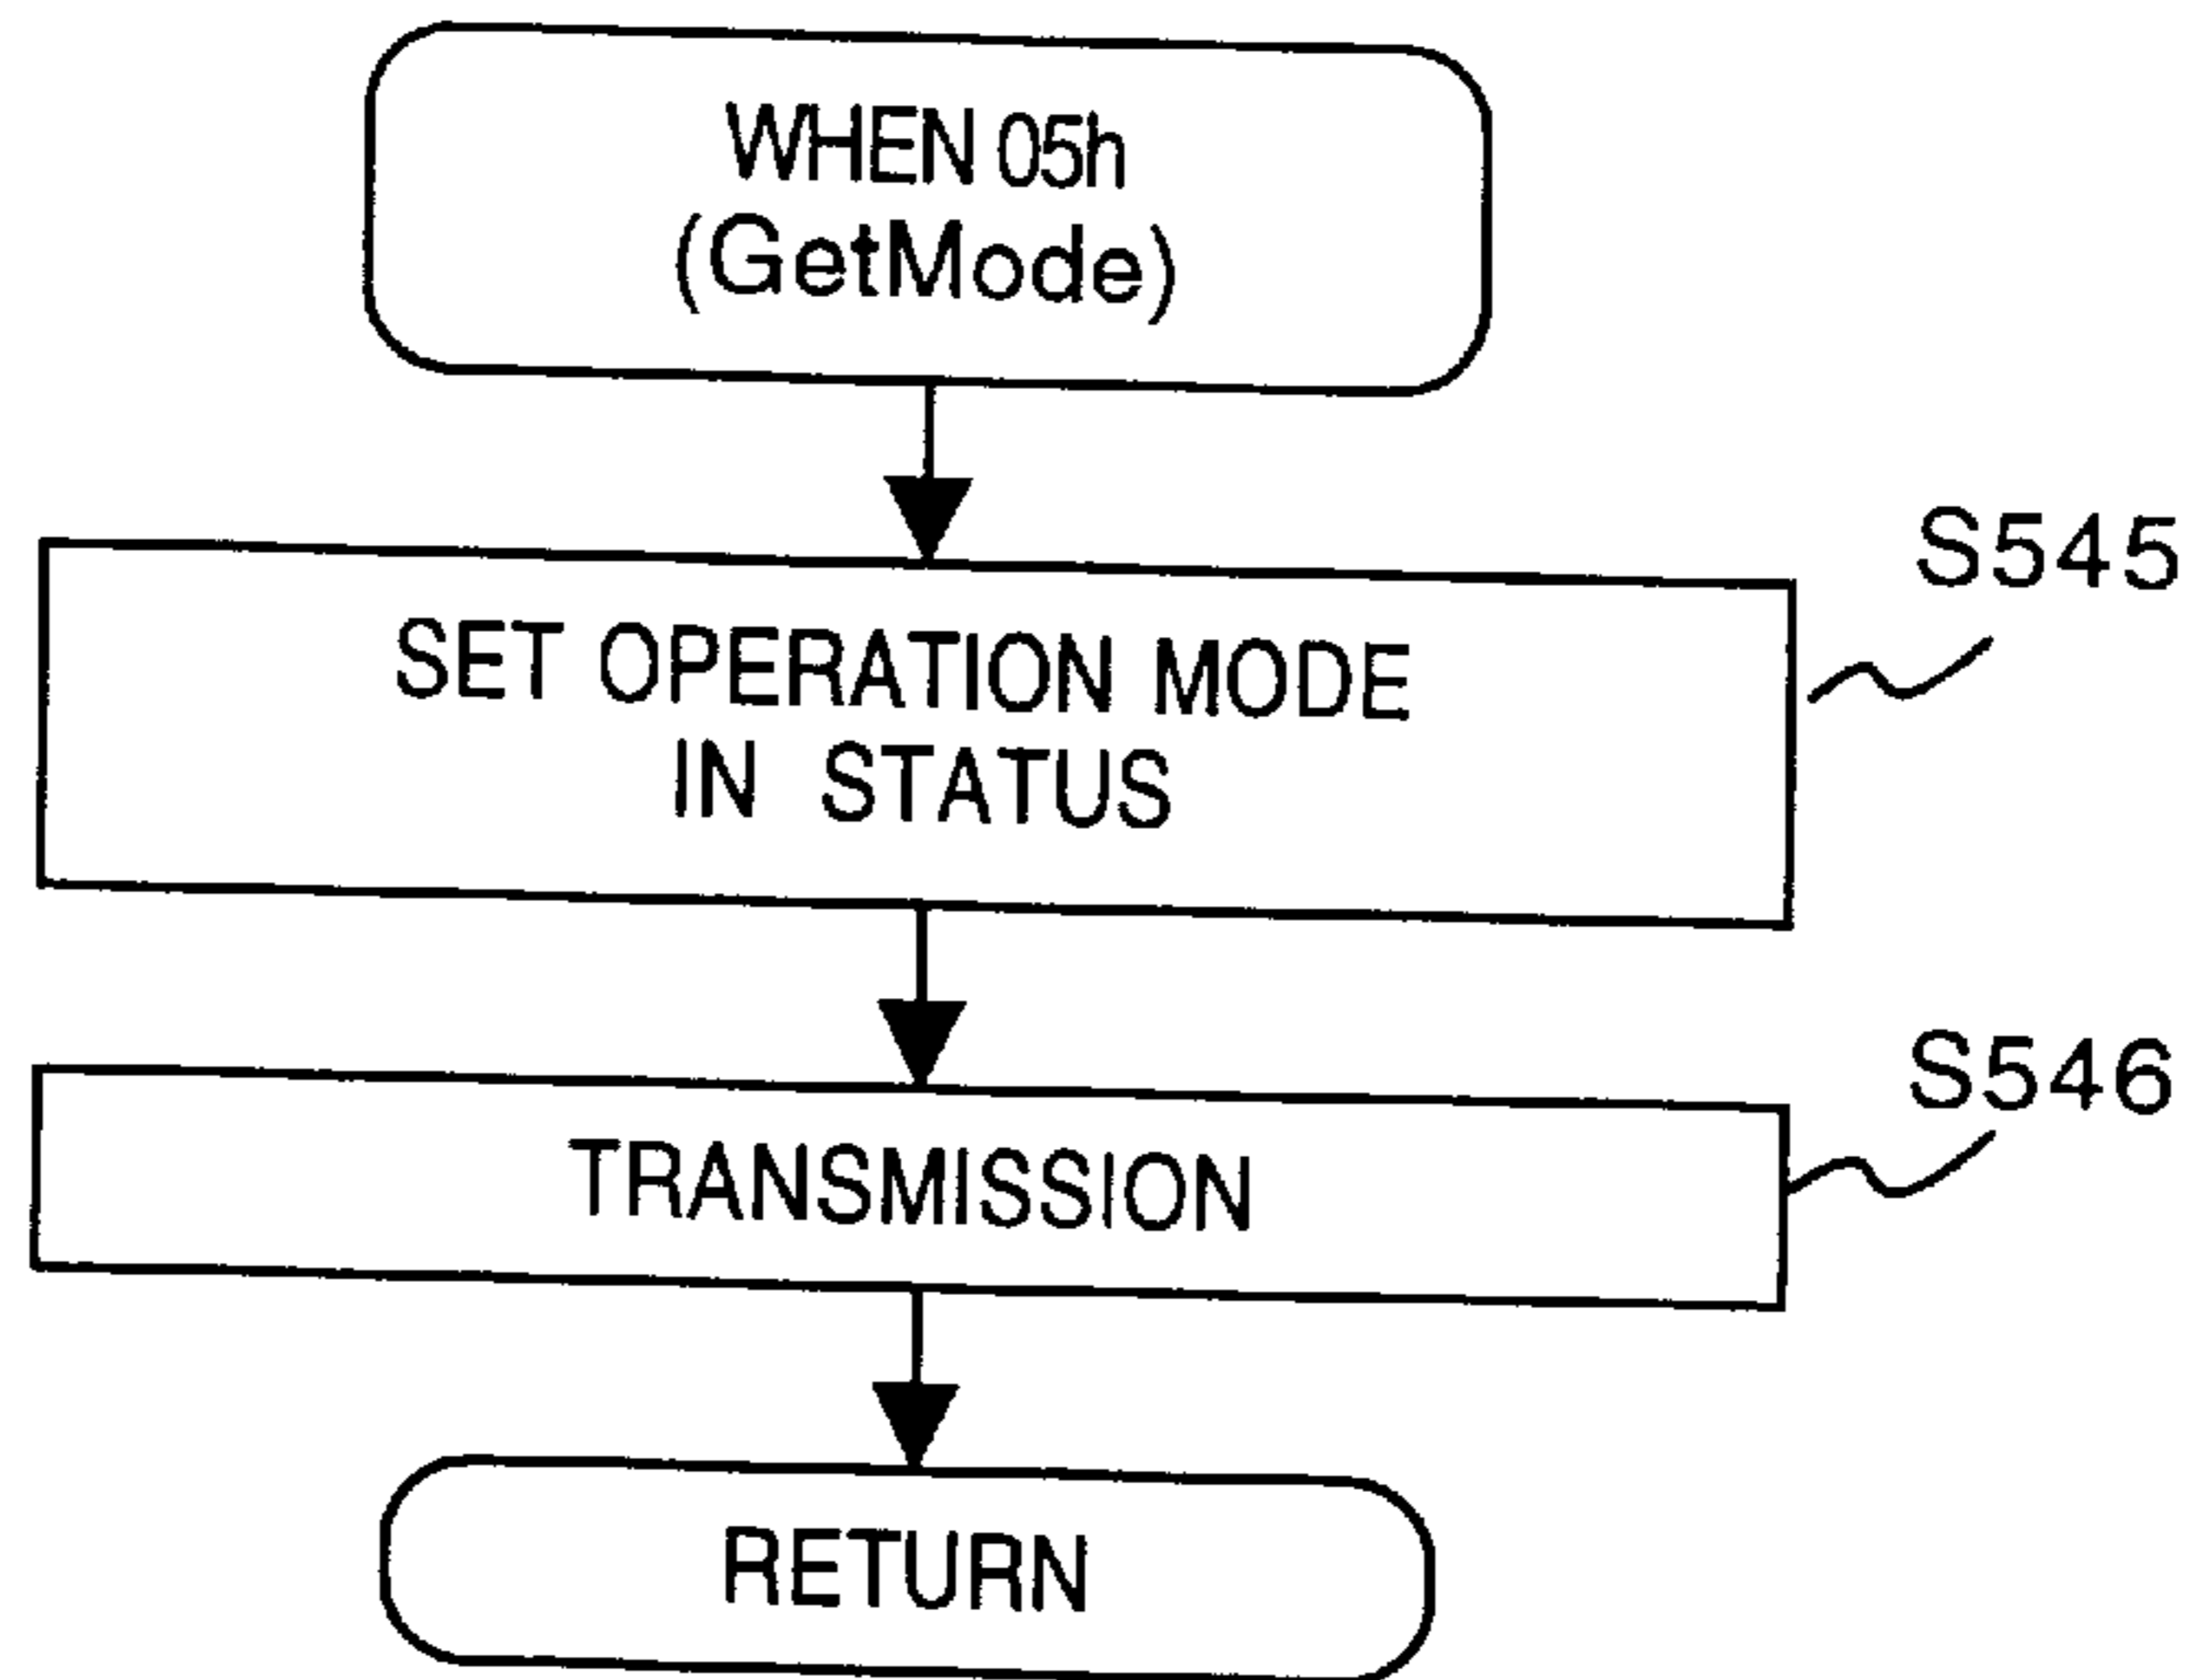 WHEN 05h
(GetMode)
S545
SET OPERATION MODE
IN STATUS
S546
TRANSMISSION
RETURN